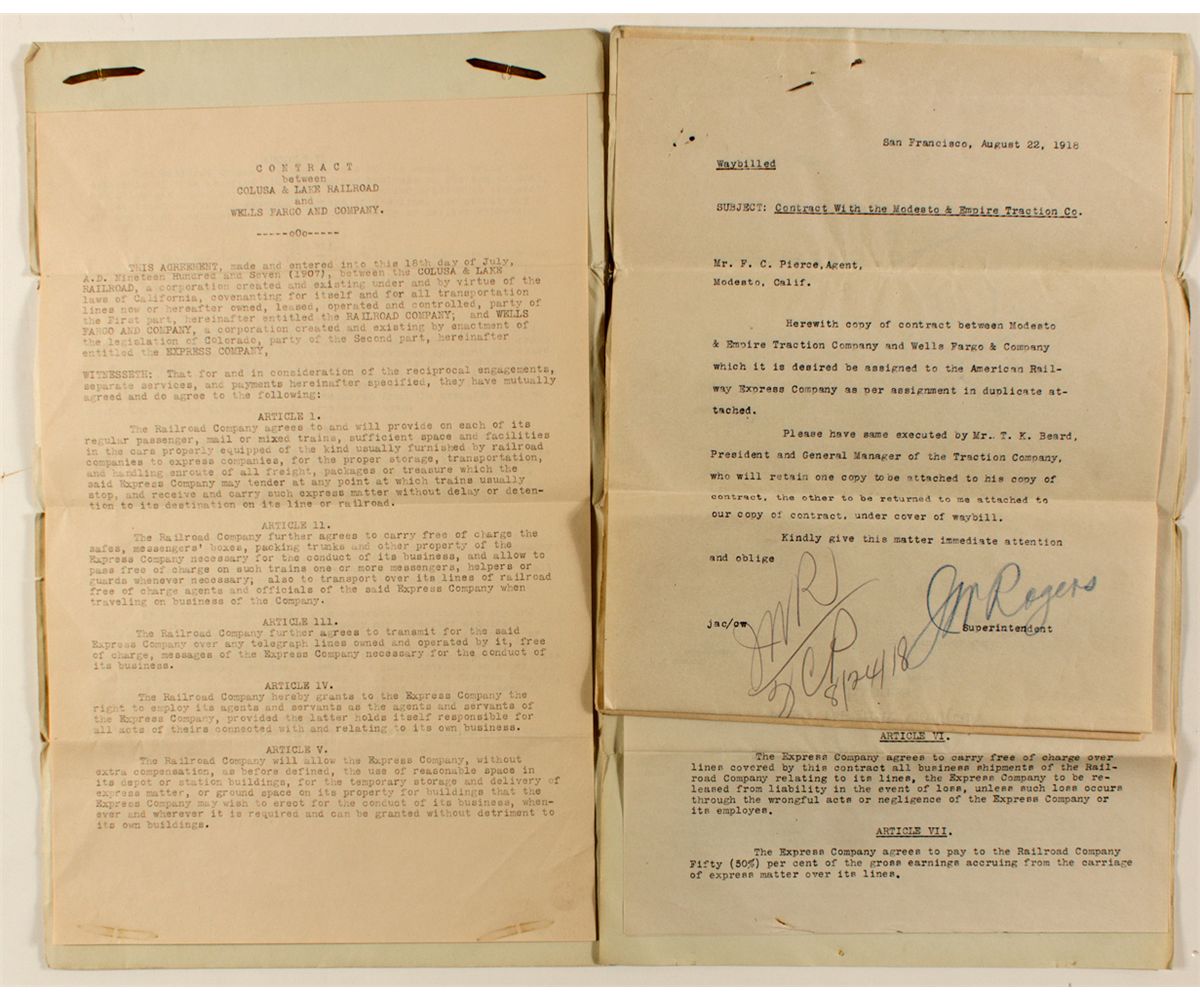 C O N T R A C T
between
COLUSA & LAKE RAILROAD
and
WELLS FARGO AND COMPANY.
-----oOo-----
THIS AGREEMENT, made and entered into this 18th day of July,
A.D. Nineteen Hundred and Seven (1907), between the COLUSA & LAKE
RAILROAD, a corporation created and existing under and by virtue of the
laws of California, covenanting for itself and for all transportation
lines now or hereafter owned, leased, operated and controlled, party of
the First part, hereinafter entitled the RAILROAD COMPANY; and WELLS
FARGO AND COMPANY, a corporation created and existing by enactment of
the legislation of Colorado, party of the Second part, hereinafter
entitled the EXPRESS COMPANY,
WITNESSETH: That for and in consideration of the reciprocal engagements,
separate services, and payments hereinafter specified, they have mutually
agreed and do agree to the following:
ARTICLE 1.
The Railroad Company agrees to and will provide on each of its
regular passenger, mail or mixed trains, sufficient space and facilities
in the cars properly equipped of the kind usually furnished by railroad
companies to express companies, for the proper storage, transportation,
and handling enroute of all freight, packages or treasure which the
said Express Company may tender at any point at which trains usually
stop, and receive and carry such express matter without delay or deten-
tion to its destination on its line or railroad.
ARTICLE 11.
The Railroad Company further agrees to carry free of charge the
safes, messengers' boxes, packing trunks and other property of the
Express Company necessary for the conduct of its business, and allow to
pass free of charge on such trains one or more messengers, helpers or
guards whenever necessary; also to transport over its lines of railroad
free of charge agents and officials of the said Express Company when
traveling on business of the Company.
ARTICLE 111.
The Railroad Company further agrees to transmit for the said
Express Company over any telegraph lines owned and operated by it, free
of charge, messages of the Express Company necessary for the conduct of
its business.
ARTICLE 1V.
The Railroad Company hereby grants to the Express Company the
right to employ its agents and servants as the agents and servants of
the Express Company, provided the latter holds itself responsible for
all acts of theirs connected with and relating to its own business.
ARTICLE V.
The Railroad Company will allow the Express Company, without
extra compensation, as before defined, the use of reasonable space in
its depot or station buildings, for the temporary storage and delivery of
express matter, or ground space on its property for buildings that the
Express Company may wish to erect for the conduct of its business, when-
ever and wherever it is required and can be granted without detriment to
its own buildings.
San Francisco, August 22, 1918
Waybilled
SUBJECT: Contract With the Modesto & Empire Traction Co.
Mr. F. C. Pierce, Agent,
Modesto, Calif.
Herewith copy of contract between Modesto
& Empire Traction Company and Wells Fargo & Company
which it is desired be assigned to the American Rail-
way Express Company as per assignment in duplicate at-
tached.
Please have same executed by Mr. T. K. Beard,
President and General Manager of the Traction Company,
who will retain one copy to be attached to his copy of
contract, the other to be returned to me attached to
our copy of contract, under cover of waybill.
Kindly give this matter immediate attention
and oblige
JWR
FCP
8/24/18
JW Rogers
jac/ow
Superintendent
ARTICLE VI.
The Express Company agrees to carry free of charge over
lines covered by this contract all business shipments of the Rail-
road Company relating to its lines, the Express Company to be re-
leased from liability in the event of loss, unless such loss occurs
through the wrongful acts or negligence of the Express Company or
its employes.
ARTICLE VII.
The Express Company agrees to pay to the Railroad Company
Fifty (50%) per cent of the gross earnings accruing from the carriage
of express matter over its lines.